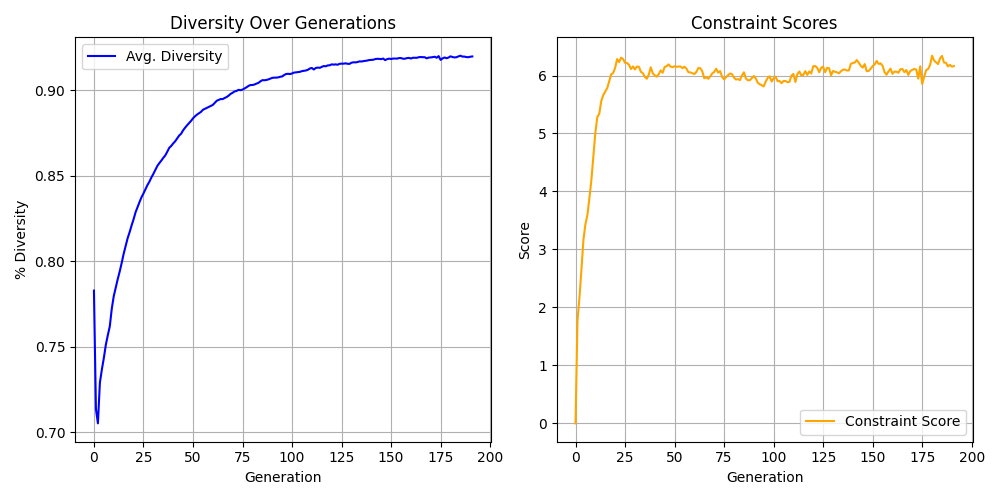 Diversity Over Generations
Avg. Diversity
% Diversity
0.90
0.85
0.80
0.75
0.70
0 25 50 75 100 125 150 175 200
Generation
Constraint Scores
Score
6
5
4
3
2
1
0
Constraint Score
0 25 50 75 100 125 150 175 200
Generation